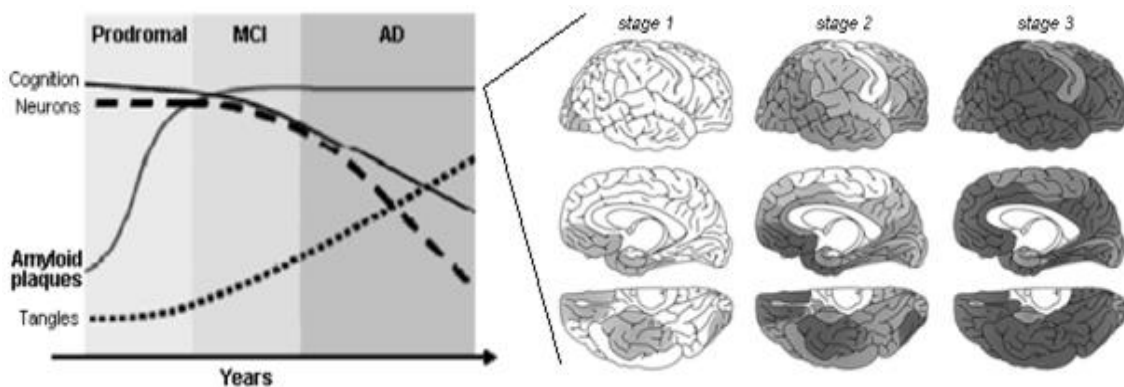 Prodromal
MCI
AD
Cognition
Neurons
Amyloid
plaques
Tangles
Years
stage 1
stage 2
stage 3